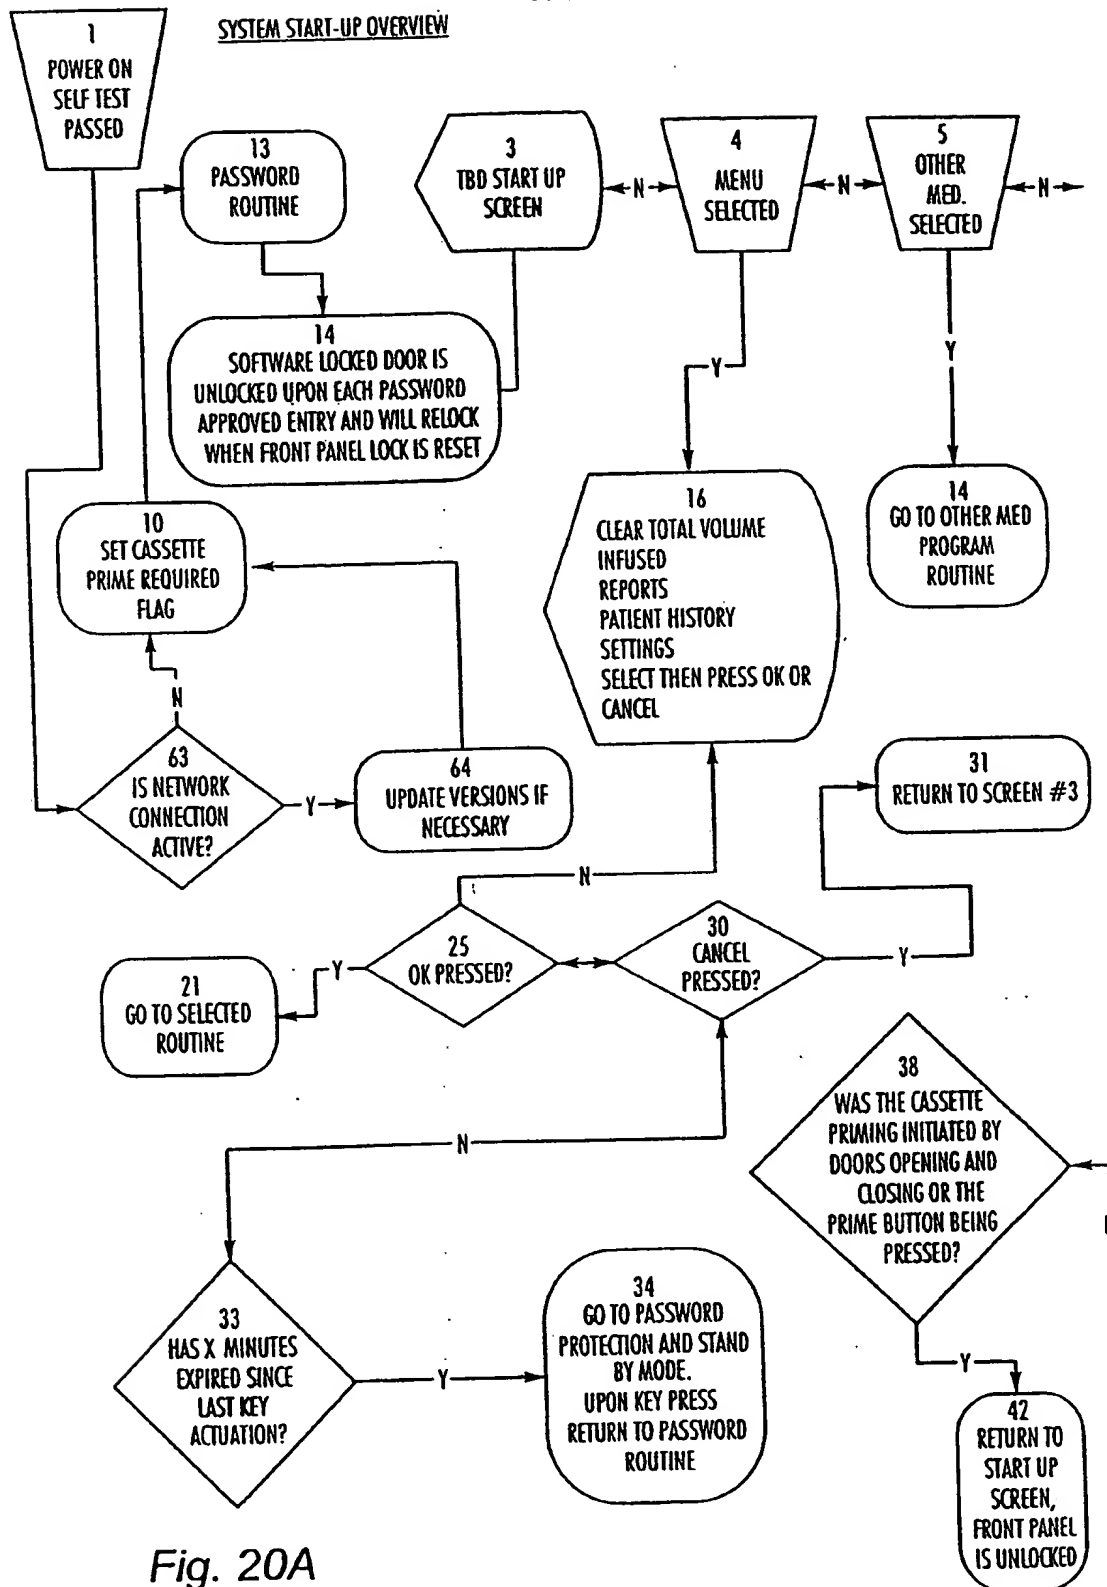 SYSTEM START-UP OVERVIEW
1
POWER ON
SELF TEST
PASSED
13
PASSWORD
ROUTINE
3
TBD START UP
SCREEN
N
4
MENU
SELECTED
N
5
OTHER
MED.
SELECTED
N
14
SOFTWARE LOCKED DOOR IS
UNLOCKED UPON EACH PASSWORD
APPROVED ENTRY AND WILL RELOCK
WHEN FRONT PANEL LOCK IS RESET
Y
Y
10
SET CASSETTE
PRIME REQUIRED
FLAG
16
CLEAR TOTAL VOLUME
INFUSED
REPORTS
PATIENT HISTORY
SETTINGS
SELECT THEN PRESS OK OR
CANCEL
14
GO TO OTHER MED
PROGRAM
ROUTINE
N
63
IS NETWORK
CONNECTION
ACTIVE?
Y
64
UPDATE VERSIONS IF
NECESSARY
31
RETURN TO SCREEN #3
N
25
OK PRESSED?
Y
30
CANCEL
PRESSED?
Y
21
GO TO SELECTED
ROUTINE
N
38
WAS THE CASSETTE
PRIMING INITIATED BY
DOORS OPENING AND
CLOSING OR THE
PRIME BUTTON BEING
PRESSED?
33
HAS X MINUTES
EXPIRED SINCE
LAST KEY
ACTUATION?
Y
34
GO TO PASSWORD
PROTECTION AND STAND
BY MODE.
UPON KEY PRESS
RETURN TO PASSWORD
ROUTINE
Y
42
RETURN TO
START UP
SCREEN,
FRONT PANEL
IS UNLOCKED
Fig. 20A